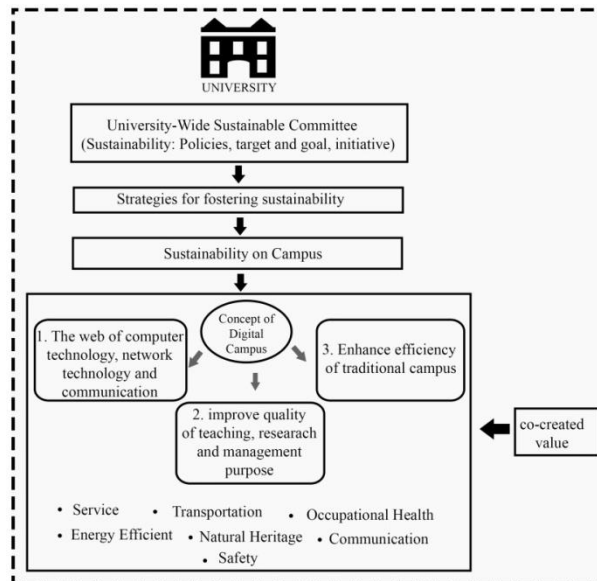 UNIVERSITY
University-Wide Sustainable Committee
(Sustainability: Policies, target and goal, initiative)
Strategies for fostering sustainability
Sustainability on Campus
Concept of
Digital
Campus
1. The web of computer
technology, network
technology and
communication
3. Enhance efficiency
of traditional campus
2. improve quality
of teaching, researach
and management
purpose
co-created
value
• Service • Transportation • Occupational Health
• Energy Efficient • Natural Heritage • Communication
• Safety